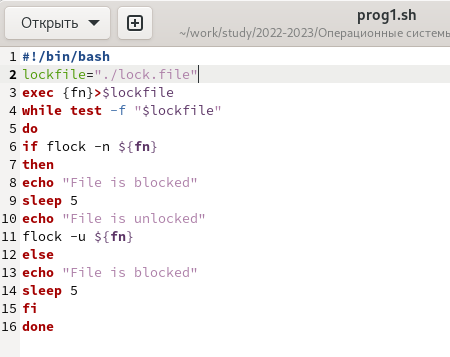 Открыть
prog1.sh
~/work/study/2022-2023/Операционные системы
1 #!/bin/bash
2 lockfile="./lock.file"
3 exec {fn}>$lockfile
4 while test -f "$lockfile"
5 do
6 if flock -n ${fn}
7 then
8 echo "File is blocked"
9 sleep 5
10 echo "File is unlocked"
11 flock -u ${fn}
12 else
13 echo "File is blocked"
14 sleep 5
15 fi
16 done